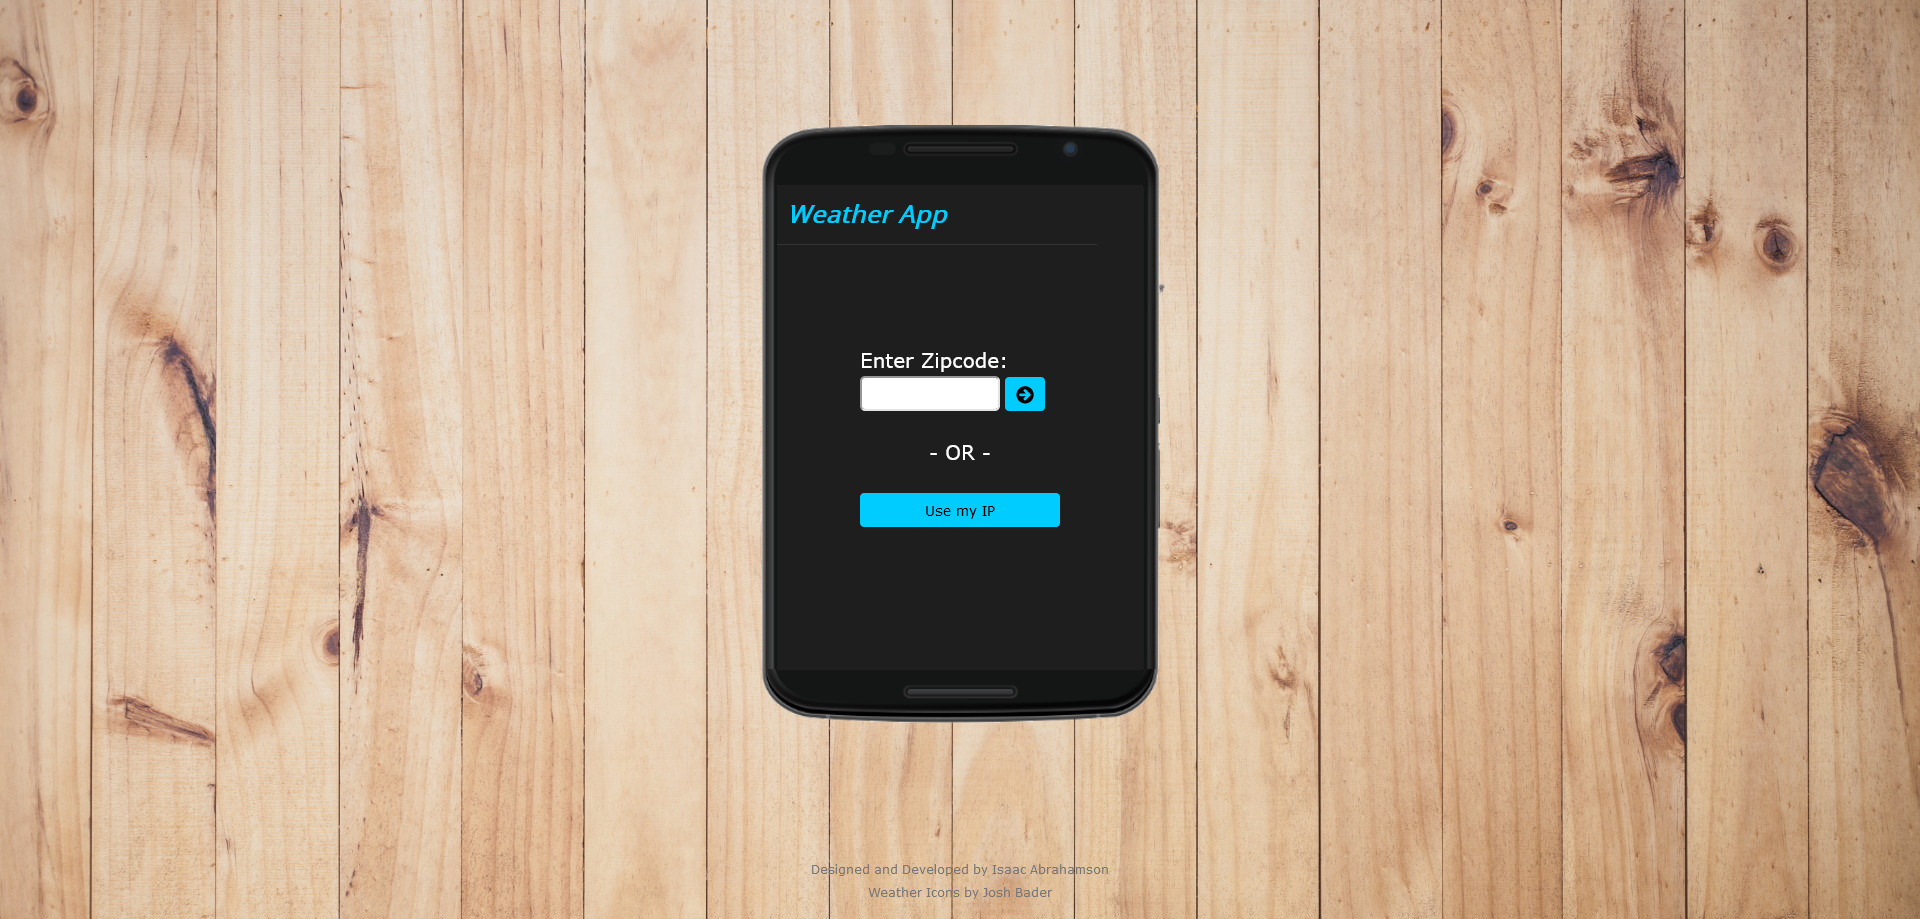 Weather App
Enter Zipcode:
- OR -
Use my IP
Designed and Developed by Isaac Abrahamson
Weather Icons by Josh Bader